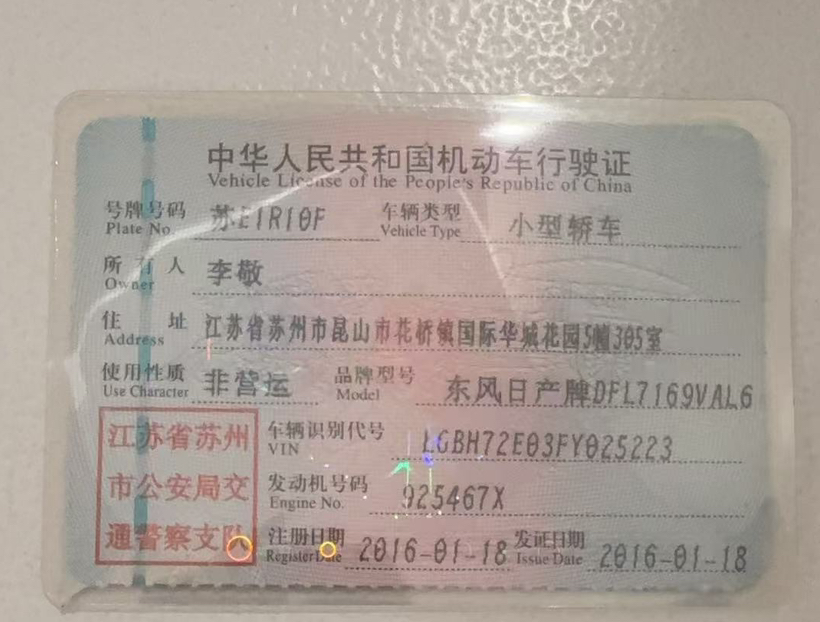 中华人民共和国机动车行驶证
Vehicle License of the People's Republic of China
号牌号码 苏E1R10F 车辆类型 小型轿车
Plate No. Vehicle Type
所有人 李敬
Owner
住址 江苏省苏州市昆山市花桥镇国际华城花园5幢305室
Address
使用性质 非营运 品牌型号 东风日产牌DFL7169VAL6
Use Character Model
江苏省苏州 车辆识别代号 LGBH72E03FY025223
VIN
市公安局交 发动机号码 925467X
Engine No.
通警察支队 注册日期 2016-01-18 发证日期 2016-01-18
Register Date Issue Date